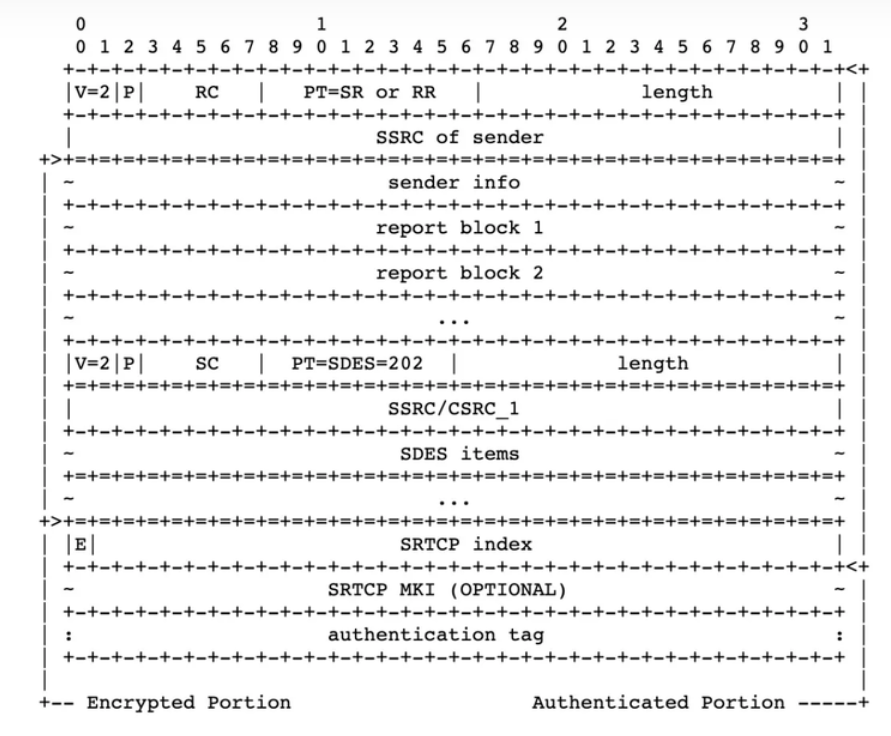 0                   1                   2                   3
 0 1 2 3 4 5 6 7 8 9 0 1 2 3 4 5 6 7 8 9 0 1 2 3 4 5 6 7 8 9 0 1
+-+-+-+-+-+-+-+-+-+-+-+-+-+-+-+-+-+-+-+-+-+-+-+-+-+-+-+-+-+-+-+-+<+
|V=2|P|    RC   |   PT=SR or RR   |             length          | |
+-+-+-+-+-+-+-+-+-+-+-+-+-+-+-+-+-+-+-+-+-+-+-+-+-+-+-+-+-+-+-+-+ |
|                         SSRC of sender                        | |
+>+=+=+=+=+=+=+=+=+=+=+=+=+=+=+=+=+=+=+=+=+=+=+=+=+=+=+=+=+=+=+=+=+ |
| ~                          sender info                          ~ |
| +-+-+-+-+-+-+-+-+-+-+-+-+-+-+-+-+-+-+-+-+-+-+-+-+-+-+-+-+-+-+-+-+ |
| ~                         report block 1                        ~ |
| +-+-+-+-+-+-+-+-+-+-+-+-+-+-+-+-+-+-+-+-+-+-+-+-+-+-+-+-+-+-+-+-+ |
| ~                         report block 2                        ~ |
| +-+-+-+-+-+-+-+-+-+-+-+-+-+-+-+-+-+-+-+-+-+-+-+-+-+-+-+-+-+-+-+-+ |
| ~                              ...                              ~ |
| +-+-+-+-+-+-+-+-+-+-+-+-+-+-+-+-+-+-+-+-+-+-+-+-+-+-+-+-+-+-+-+-+ |
| |V=2|P|    SC   |  PT=SDES=202  |             length            | |
| +=+=+=+=+=+=+=+=+=+=+=+=+=+=+=+=+=+=+=+=+=+=+=+=+=+=+=+=+=+=+=+=+ |
| |                          SSRC/CSRC_1                          | |
| +-+-+-+-+-+-+-+-+-+-+-+-+-+-+-+-+-+-+-+-+-+-+-+-+-+-+-+-+-+-+-+-+ |
| ~                           SDES items                          ~ |
| +=+=+=+=+=+=+=+=+=+=+=+=+=+=+=+=+=+=+=+=+=+=+=+=+=+=+=+=+=+=+=+=+ |
| ~                              ...                              ~ |
+>+=+=+=+=+=+=+=+=+=+=+=+=+=+=+=+=+=+=+=+=+=+=+=+=+=+=+=+=+=+=+=+=+ |
| |E|                         SRTCP index                         | |
| +-+-+-+-+-+-+-+-+-+-+-+-+-+-+-+-+-+-+-+-+-+-+-+-+-+-+-+-+-+-+-+-+<+
| ~                     SRTCP MKI (OPTIONAL)                      ~ |
| +-+-+-+-+-+-+-+-+-+-+-+-+-+-+-+-+-+-+-+-+-+-+-+-+-+-+-+-+-+-+-+-+ |
| :                     authentication tag                        : |
| +-+-+-+-+-+-+-+-+-+-+-+-+-+-+-+-+-+-+-+-+-+-+-+-+-+-+-+-+-+-+-+-+ |
|                                                                   |
+-- Encrypted Portion                    Authenticated Portion -----+